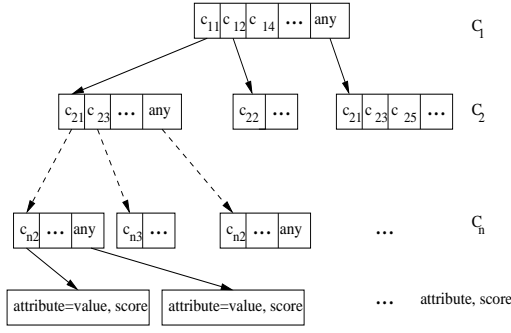 c11 c12 c14 ... any C1
c21 c23 ... any c22 ... c21 c23 c25 ... C2
cn2 ... any cn3 ... cn2 ... any ... Cn
attribute=value, score attribute=value, score ... attribute, score